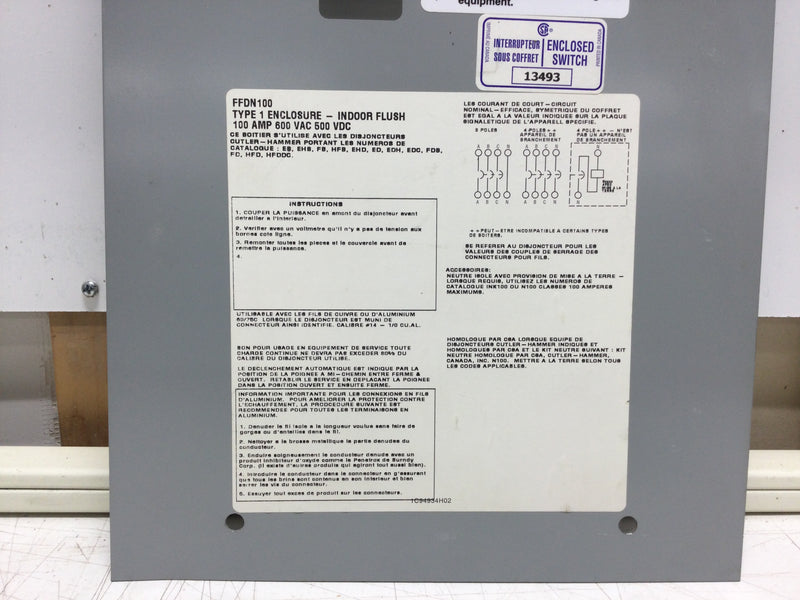 equipment.
INTERRUPTEUR
SOUS COFFRET
ENCLOSED
SWITCH
13493
FFDN100
TYPE 1 ENCLOSURE – INDOOR FLUSH
100 AMP 600 VAC 500 VDC
CE BOITIER S'UTILISE AVEC LES DISJONCTEURS
CUTLER–HAMMER PORTANT LES NUMEROS DE
CATALOGUE : EB, EHB, FB, HFB, EHD, ED, EDH, EDC, FDB,
FD, HFD, HFDDC.
INSTRUCTIONS
1. COUPER LA PUISSANCE en amont du disjoncteur avant
detrailler a l'interieur.
2. Verifier avec un voltmetre qu'il n'y a pas de tension aux
bornes cote ligne.
3. Remonter toutes les pieces et le couvercle avant de
remettre la puissance.
4.
UTILISABLE AVEC LES FILS DE CUIVRE OU D'ALUMINIUM
60/75C LORSQUE LE DISJONCTEUR EST MUNI DE
CONNECTEUR AINSI IDENTIFIE. CALIBRE #14 – 1/0 CU.AL.
BON POUR USAGE EN EQUIPEMENT DE SERVICE TOUTE
CHARGE CONTINUE NE DEVRA PAS EXCEDER 80% DU
CALIBRE DU DISJONCTEUR UTILISE.
LE DECLENCHEMENT AUTOMATIQUE EST INDIQUE PAR LA
POSITION DE LA POIGNEE A MI–CHEMIN ENTRE FERME &
OUVERT. RETABLIR LE SERVICE EN DEPLACANT LA POIGNEE
DANS LA POSITION OUVERT ET ENSUITE FERME.
INFORMATION IMPORTANTE POUR LES CONNEXIONS EN FILS
D'ALUMINIUM. POUR AMELIORER LA PROTECTION CONTRE
L'ECHAUFFEMENT, LA PROCEDURE SUIVANTE EST
RECOMMENDEE POUR TOUTES LES TERMINAISONS EN
ALUMINIUM.
1. Denuder le fil isole a la longueur voulue sans faire de
gorges ou d'entailles dans le fil.
2. Nettoyer a la brosse metallique la partie denudee du
conducteur.
3. Enduire soigneusement le conducteur denude avec un
produit inhibiteur d'oxyde comme le Penetrox de Burndy
Corp. (Il existe d'autres produits qui agiront tout aussi bien).
4. Introduire le conducteur dans le connecteur en s'assurant
que tous les brins sont contenus en son interieur et bien
serrer les vis du connecteur.
5. Essuyer tout exces de produit sur les connecteurs.
LES COURANT DE COURT–CIRCUIT
NOMINAL–EFFICACE, SYMETRIQUE DU COFFRET
EST EGAL A LA VALEUR INDIQUEE SUR LA PLAQUE
SIGNALETIQUE DE L'APPAREIL SPECIFIE.
3 POLES
4 POLES++
APPAREIL DE
BRANCHEMENT
4 POLE++ – N'EST
PAS UN APPAREIL
DE BRANCHEMENT
A B C N
A B C N
N
A B C N
A B C N
N
++PEUT–ETRE INCOMPATIBLE A CERTAINS TYPES
DE BOITIERS.
SE REFERER AU DISJONCTEUR POUR LES
VALEURS DES COUPLES DE SERRAGE DES
CONNECTEURS POUR FILS.
ACCESSOIRES:
NEUTRE ISOLE AVEC PROVISION DE MISE A LA TERRE –
LORSQUE REQUIS, UTILISEZ LES NUMEROS DE
CATALOGUE INK100 OU N100 CLASSES 100 AMPERES
MAXIMUMS.
HOMOLOGUE PAR CSA LORSQUE EQUIPE DE
DISJONCTEURS CUTLER–HAMMER INDIQUES ET
HOMOLOGUES PAR CSA ET LE KIT NEUTRE SUIVANT : KIT
NEUTRE HOMOLOGUE PAR CSA, CUTLER–HAMMER,
CANADA, INC. N100. METTRE A LA TERRE SELON TOUS
LES CODES APPLICABLES.
1C94934H02